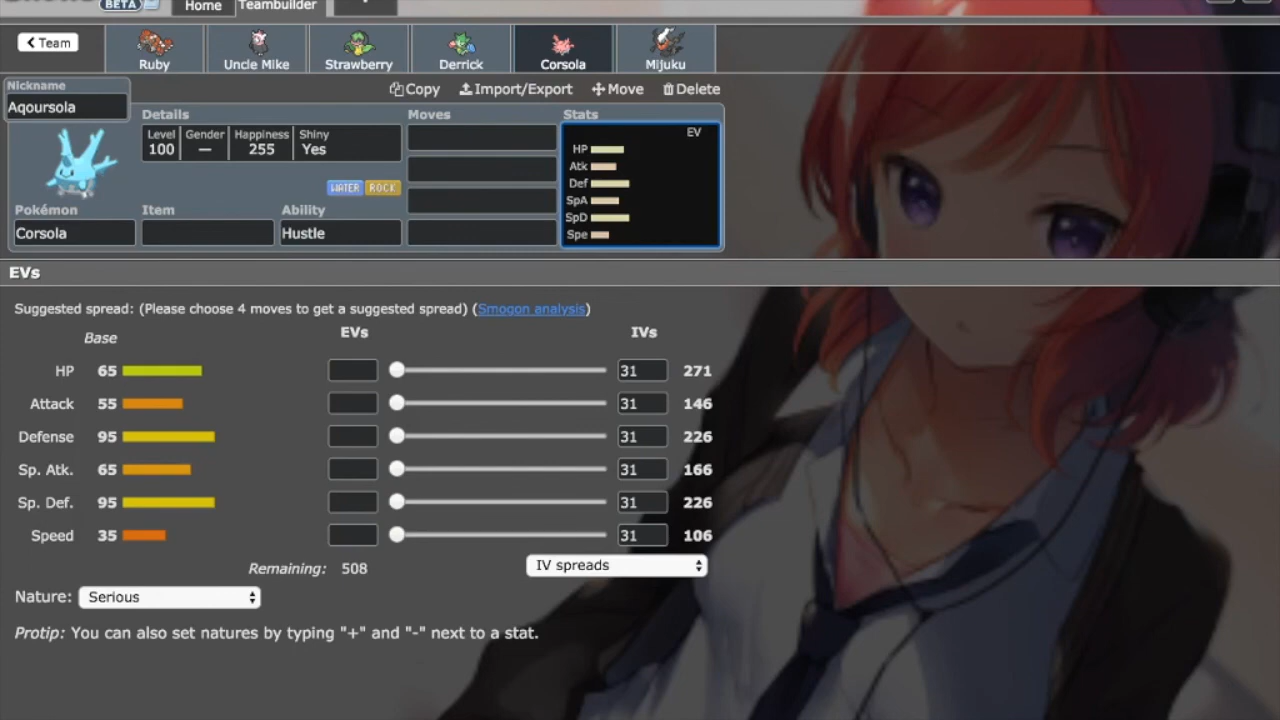 BETA
Home
Teambuilder
Team
Ruby
Uncle Mike
Strawberry
Derrick
Corsola
Mijuku
Copy
Import/Export
Move
Delete
Nickname
Aqoursola
Details
Level
100
Gender
—
Happiness
255
Shiny
Yes
WATER
ROCK
Pokémon
Corsola
Item
Ability
Hustle
Moves
Stats
EV
HP
Atk
Def
SpA
SpD
Spe
EVs
Suggested spread: (Please choose 4 moves to get a suggested spread) (Smogon analysis)
Base EVs IVs
HP 65 31 271
Attack 55 31 146
Defense 95 31 226
Sp. Atk. 65 31 166
Sp. Def. 95 31 226
Speed 35 31 106
Remaining: 508
IV spreads
Nature: Serious
Protip: You can also set natures by typing "+" and "-" next to a stat.